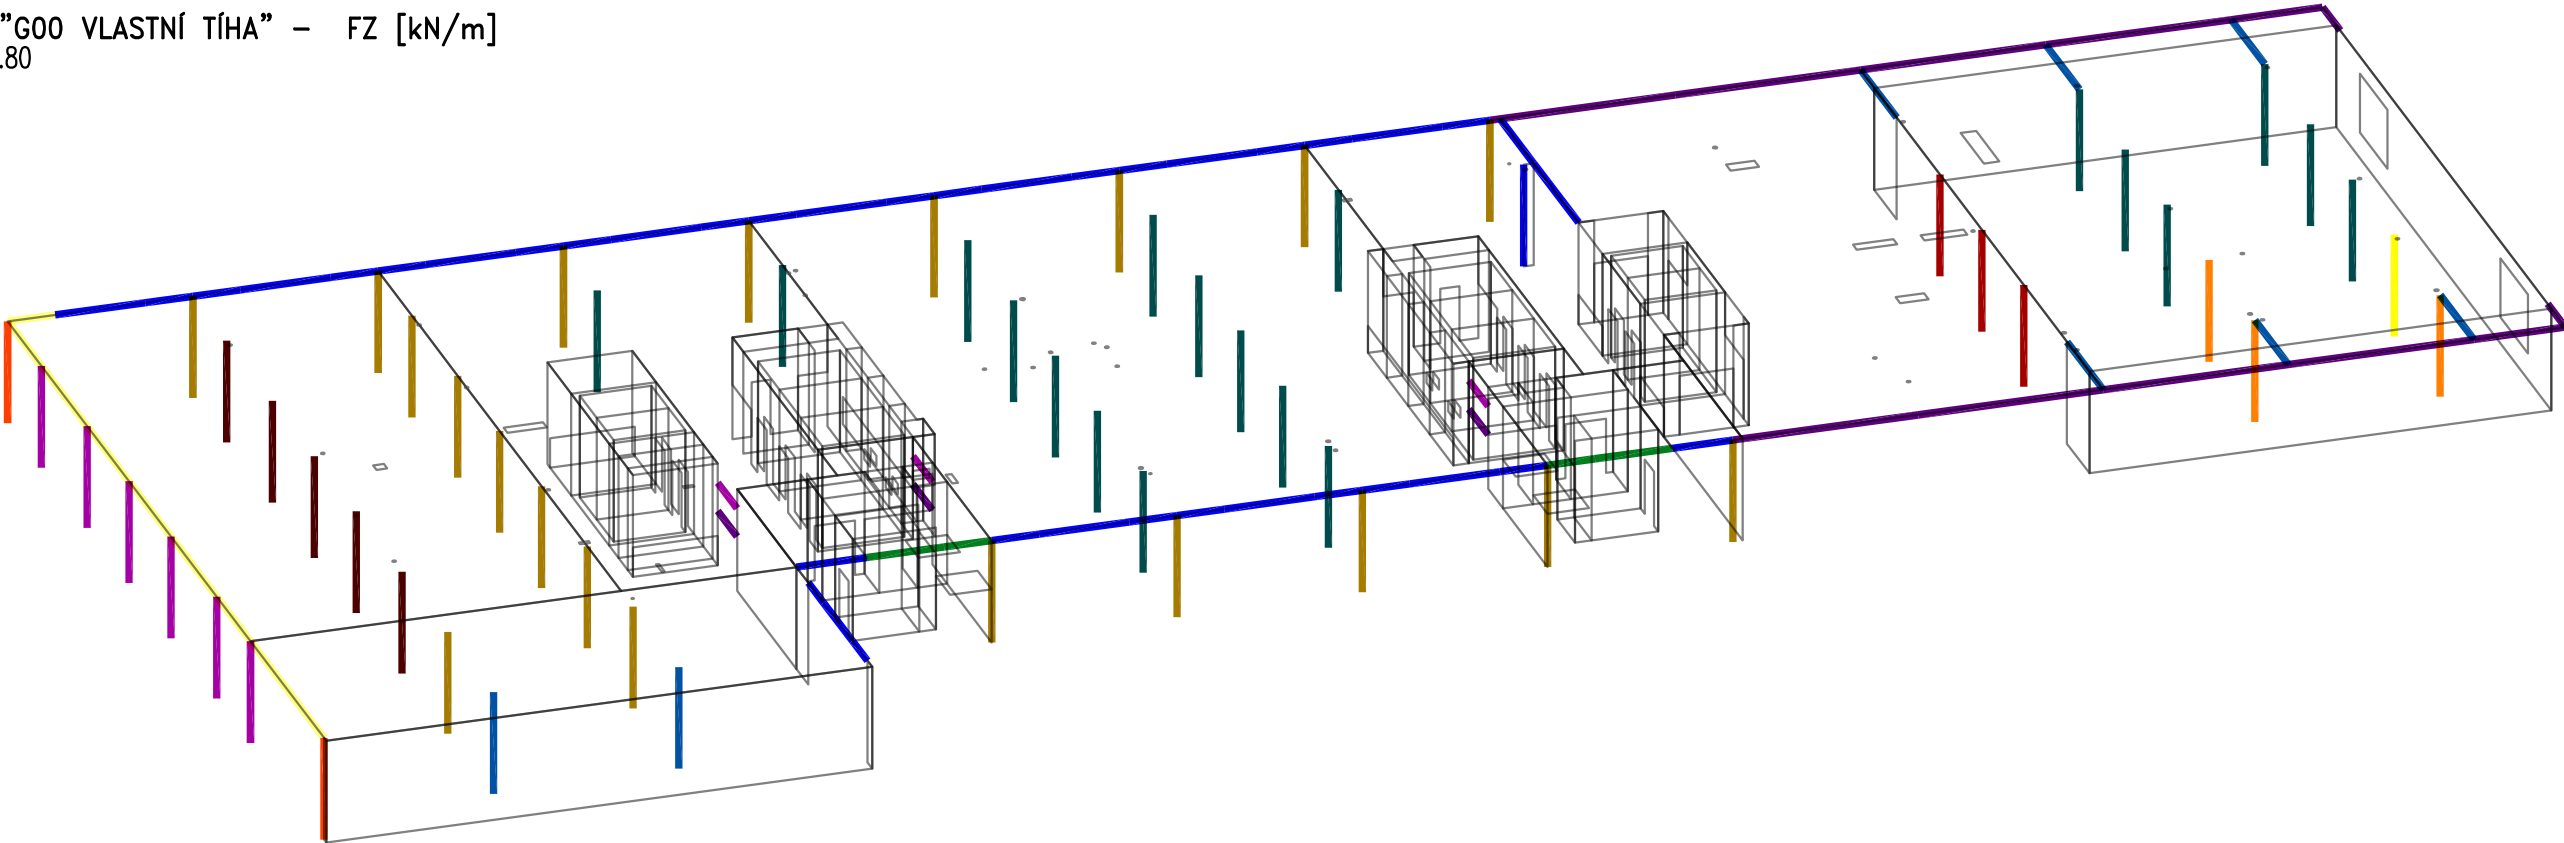 "G00 VLASTNÍ TÍHA" – FZ [kN/m]
.80